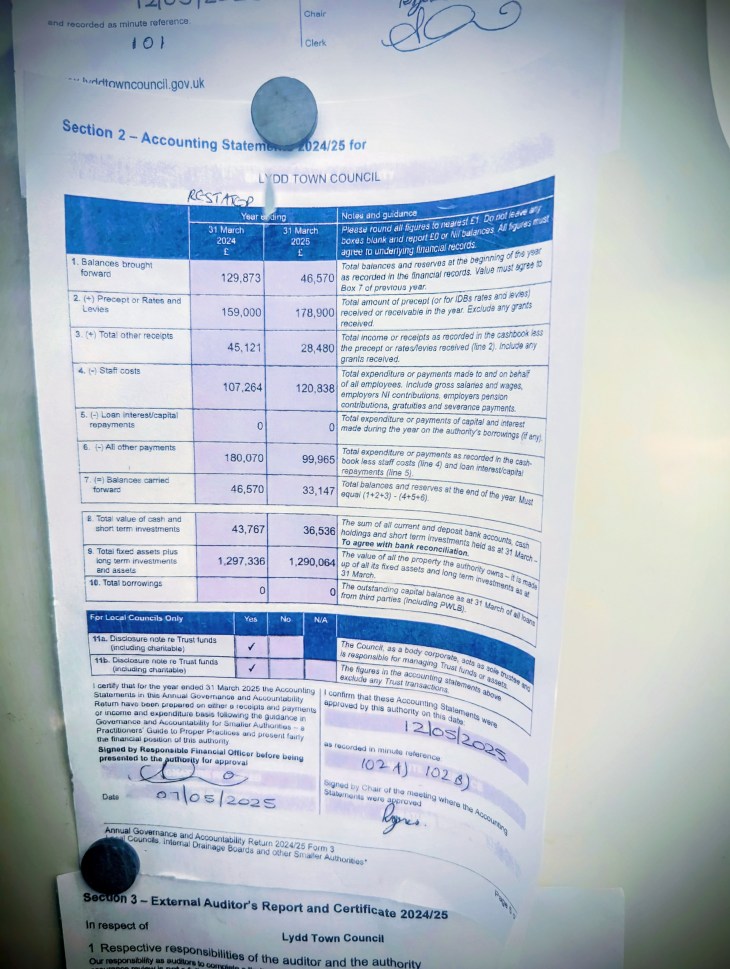 and recorded as minute reference.
101
Chair
Clerk
lyddtowncouncil.gov.uk
Section 2 – Accounting Stateme 2024/25 for
LYDD TOWN COUNCIL
RESTATED
Year ending
Notes and guidance
31 March
2024
£
31 March
2025
£
Please round all figures to nearest £1. Do not leave any
boxes blank and report £0 or Nil balances. All figures must
agree to underlying financial records.
1. Balances brought
forward
129,873
46,570
Total balances and reserves at the beginning of the year
as recorded in the financial records. Value must agree to
Box 7 of previous year.
2. (+) Precept or Rates and
Levies
159,000
178,900
Total amount of precept (or for IDBs rates and levies)
received or receivable in the year. Exclude any grants
received.
3. (+) Total other receipts
45,121
28,480
Total income or receipts as recorded in the cashbook less
the precept or rates/levies received (line 2). Include any
grants received.
4. (-) Staff costs
107,264
120,838
Total expenditure or payments made to and on behalf
of all employees. Include gross salaries and wages,
employers NI contributions, employers pension
contributions, gratuities and severance payments.
5. (-) Loan interest/capital
repayments
0
0
Total expenditure or payments of capital and interest
made during the year on the authority's borrowings (if any).
6. (-) All other payments
180,070
99,965
Total expenditure or payments as recorded in the cash-
book less staff costs (line 4) and loan interest/capital
repayments (line 5).
7. (=) Balances carried
forward
46,570
33,147
Total balances and reserves at the end of the year. Must
equal (1+2+3) - (4+5+6).
8. Total value of cash and
short term investments
43,767
36,536
The sum of all current and deposit bank accounts, cash
holdings and short term investments held as at 31 March –
To agree with bank reconciliation.
9. Total fixed assets plus
long term investments
and assets
1,297,336
1,290,064
The value of all the property the authority owns – it is made
up of all its fixed assets and long term investments as at
31 March.
10. Total borrowings
0
0
The outstanding capital balance as at 31 March of all loans
from third parties (including PWLB).
For Local Councils Only
Yes
No
N/A
11a. Disclosure note re Trust funds
(including charitable)
✓
The Council, as a body corporate, acts as sole trustee and
is responsible for managing Trust funds or assets.
11b. Disclosure note re Trust funds
(including charitable)
✓
The figures in the accounting statements above
exclude any Trust transactions.
I certify that for the year ended 31 March 2025 the Accounting
Statements in this Annual Governance and Accountability
Return have been prepared on either a receipts and payments
or income and expenditure basis following the guidance in
Governance and Accountability for Smaller Authorities – a
Practitioners' Guide to Proper Practices and present fairly
the financial position of this authority.
Signed by Responsible Financial Officer before being
presented to the authority for approval
Date
07/05/2025
I confirm that these Accounting Statements were
approved by this authority on this date:
12/05/2025
as recorded in minute reference:
102 A) 102 B)
Signed by Chair of the meeting where the Accounting
Statements were approved
Annual Governance and Accountability Return 2024/25 Form 3
Councils, Internal Drainage Boards and other Smaller Authorities*
Section 3 – External Auditor's Report and Certificate 2024/25
In respect of
Lydd Town Council
1 Respective responsibilities of the auditor and the authority
Our responsibility as auditors to complete